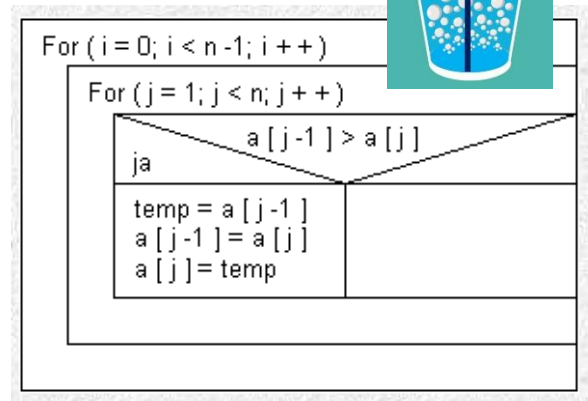 For ( i = 0; i < n -1; i + + )
For ( j = 1; j < n; j + + )
a [ j -1 ] > a [ j ]
ja
temp = a [ j -1 ]
a [ j -1 ] = a [ j ]
a [ j ] = temp